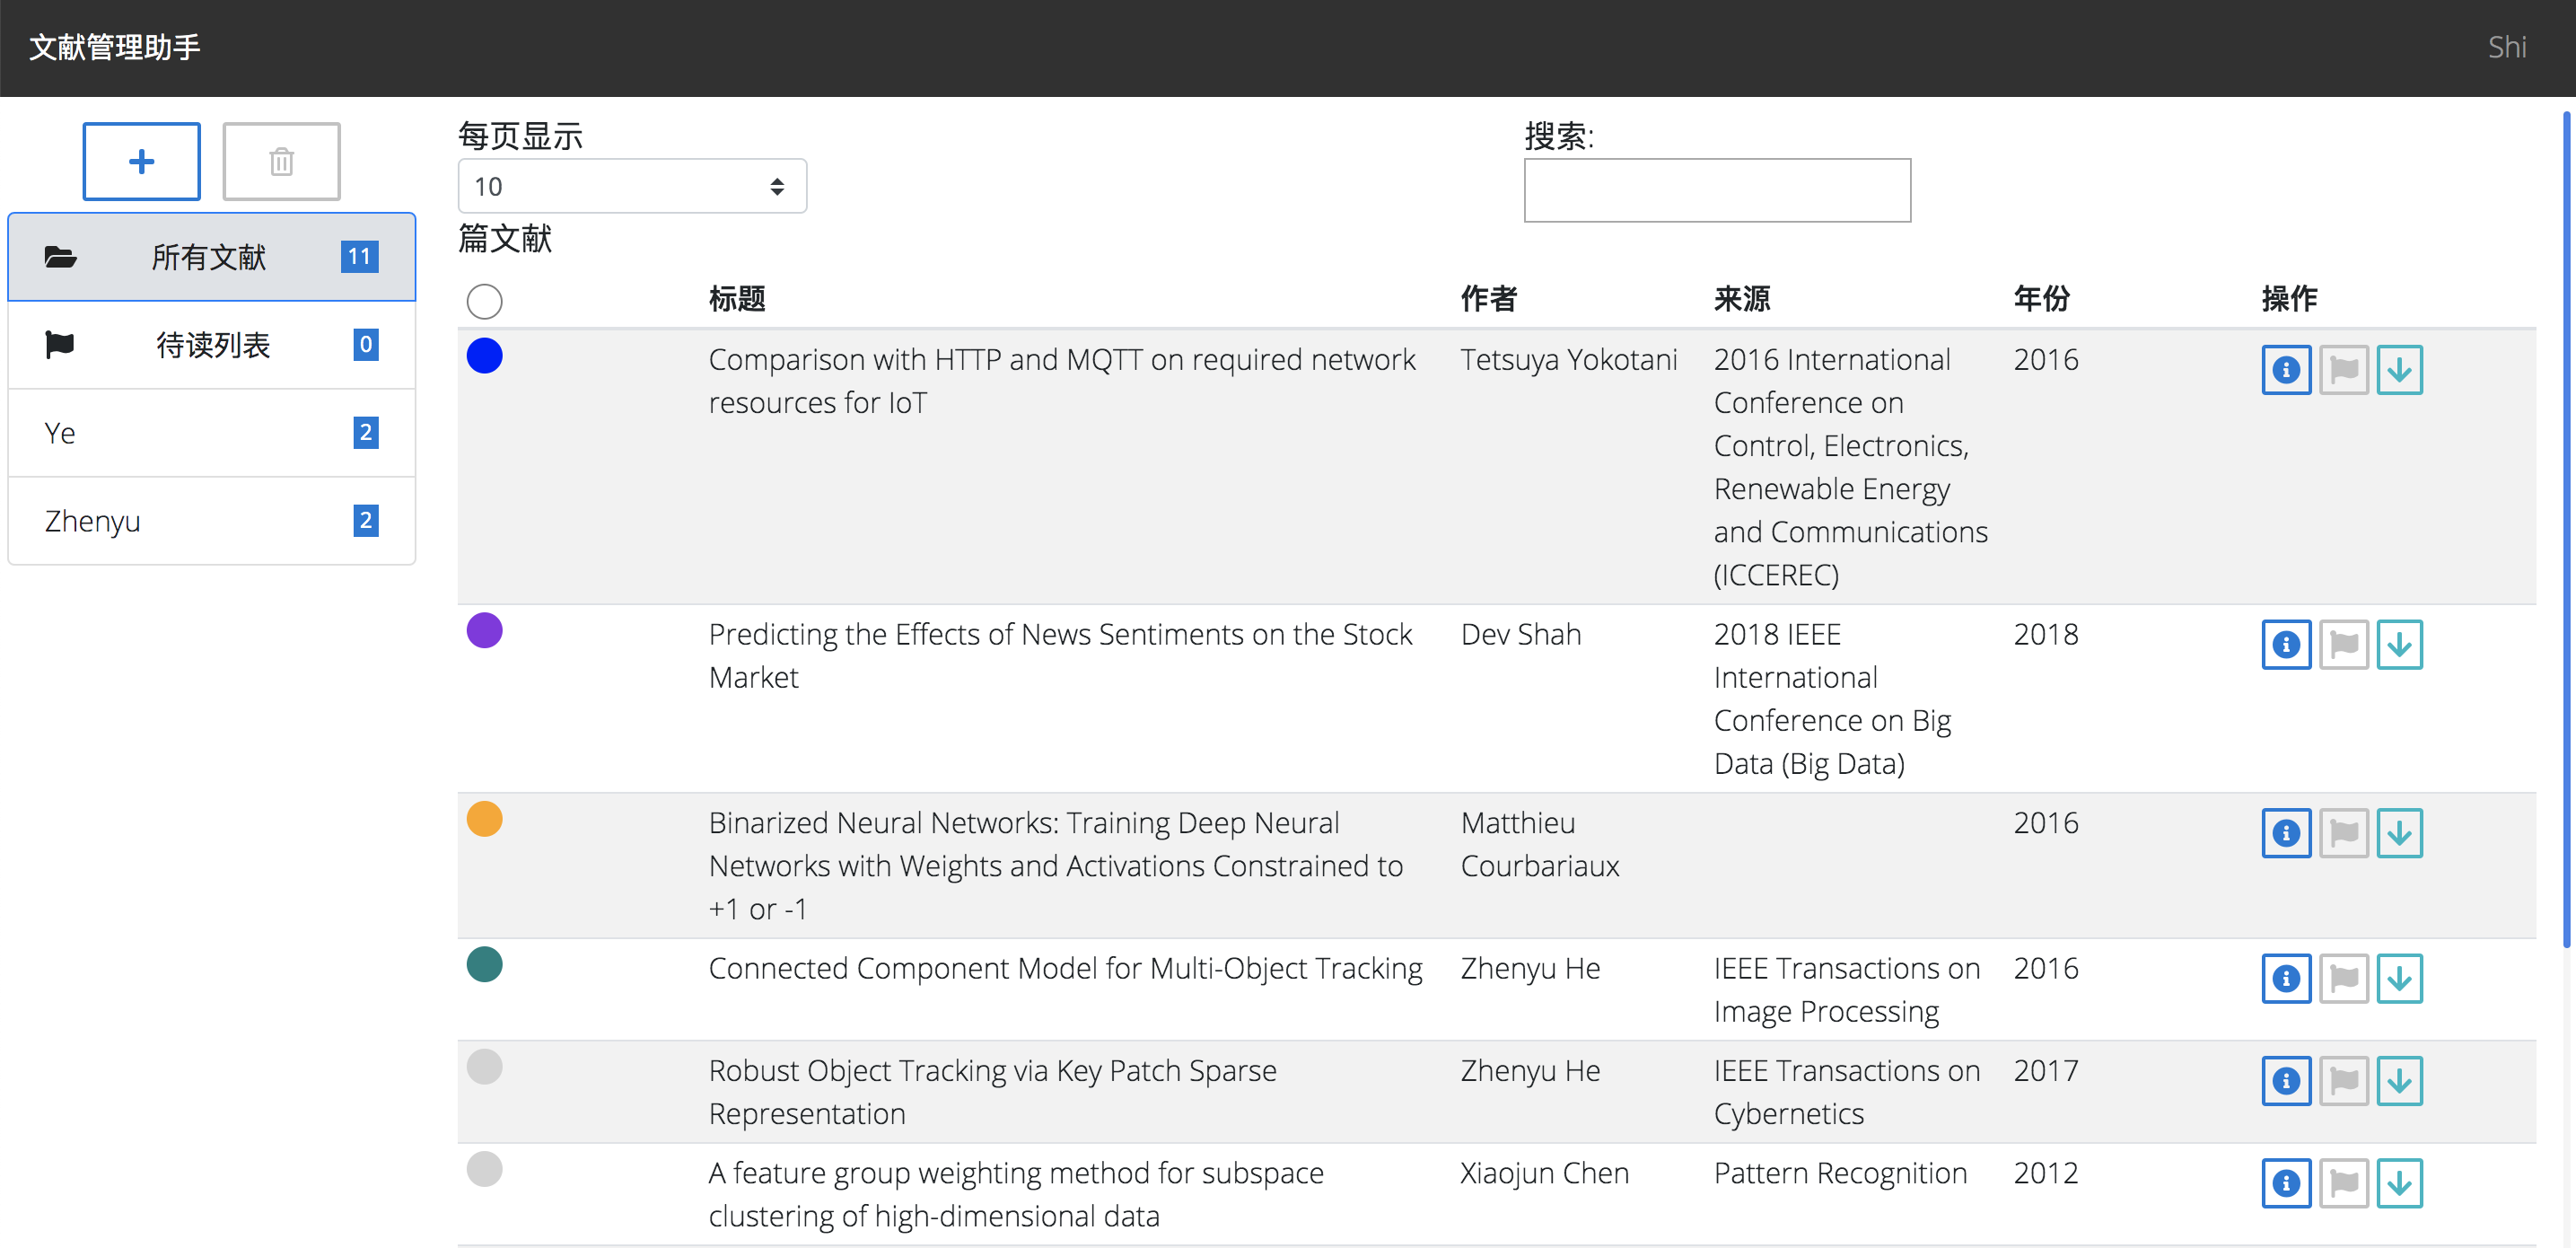 文献管理助手
Shi
所有文献 11
待读列表 0
Ye 2
Zhenyu 2
每页显示
10
篇文献
搜索:
标题 作者 来源 年份 操作
Comparison with HTTP and MQTT on required network
resources for IoT
Tetsuya Yokotani
2016 International
Conference on
Control, Electronics,
Renewable Energy
and Communications
(ICCEREC)
2016
Predicting the Effects of News Sentiments on the Stock
Market
Dev Shah
2018 IEEE
International
Conference on Big
Data (Big Data)
2018
Binarized Neural Networks: Training Deep Neural
Networks with Weights and Activations Constrained to
+1 or -1
Matthieu
Courbariaux
2016
Connected Component Model for Multi-Object Tracking
Zhenyu He
IEEE Transactions on
Image Processing
2016
Robust Object Tracking via Key Patch Sparse
Representation
Zhenyu He
IEEE Transactions on
Cybernetics
2017
A feature group weighting method for subspace
clustering of high-dimensional data
Xiaojun Chen
Pattern Recognition
2012